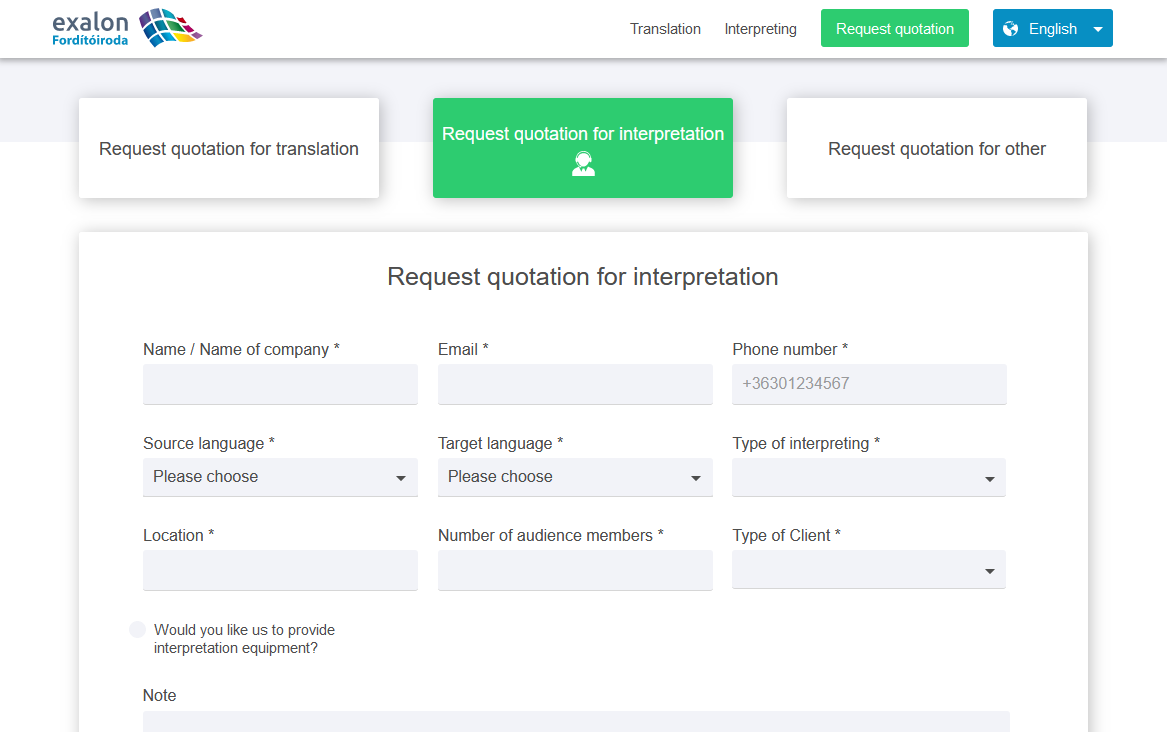 exalon
Fordítóiroda
Translation
Interpreting
Request quotation
English
Request quotation for translation
Request quotation for interpretation
Request quotation for other
Request quotation for interpretation
Name / Name of company *
Email *
Phone number *
+36301234567
Source language *
Target language *
Type of interpreting *
Please choose
Please choose
Location *
Number of audience members *
Type of Client *
Would you like us to provide
interpretation equipment?
Note